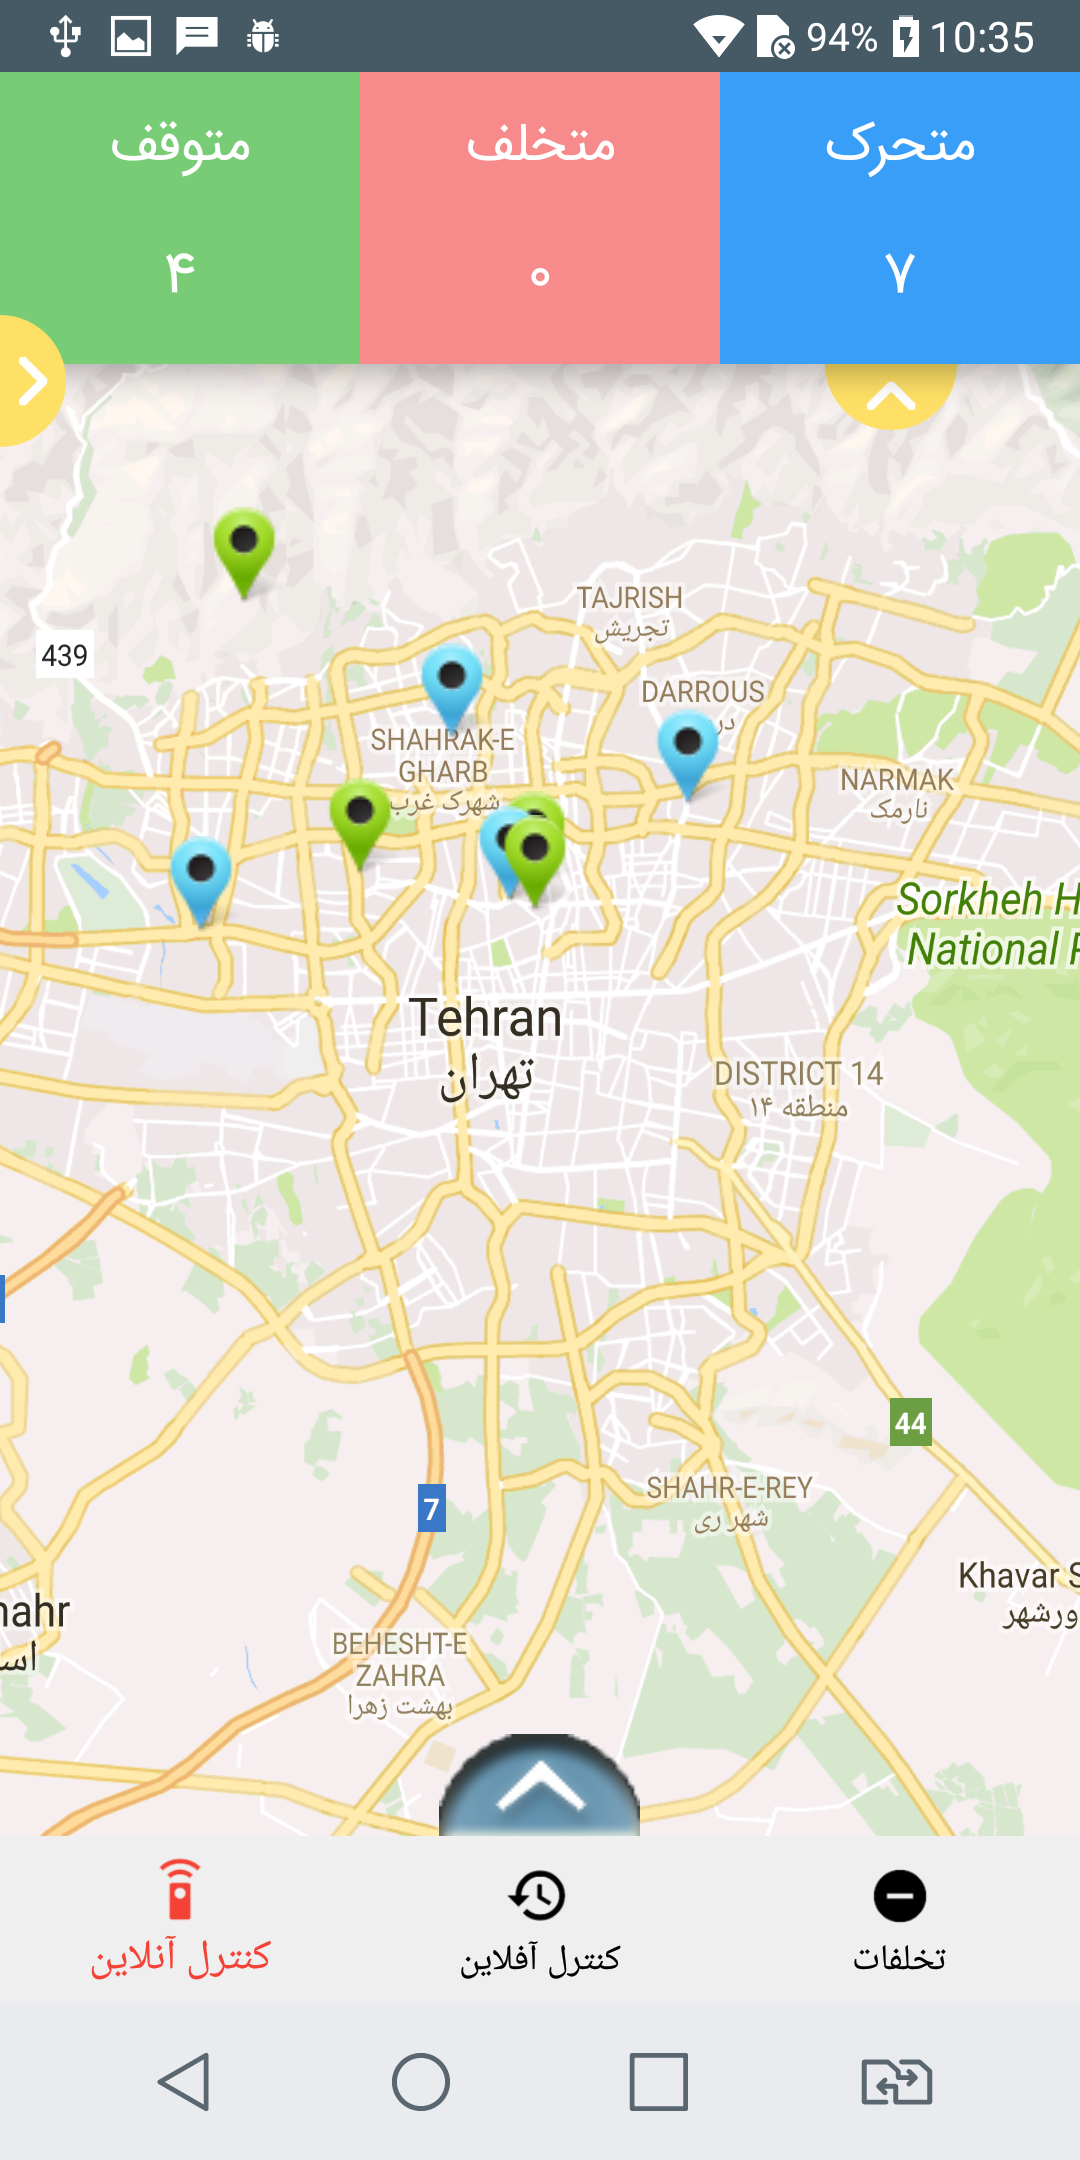 94% 10:35
متحرک
متخلف
متوقف
۷
۰
۴
TAJRISH
تجریش
439
DARROUS
در
SHAHRAK-E
GHARB
شهرک غرب
NARMAK
نارمک
Sorkheh H
National P
Tehran
تهران
DISTRICT 14
منطقه ۱۴
44
SHAHR-E-REY
شهر ری
7
Khavar S
ورشهر
nahr
اس
BEHESHT-E
ZAHRA
بهشت زهرا
تخلفات
کنترل آفلاین
کنترل آنلاین